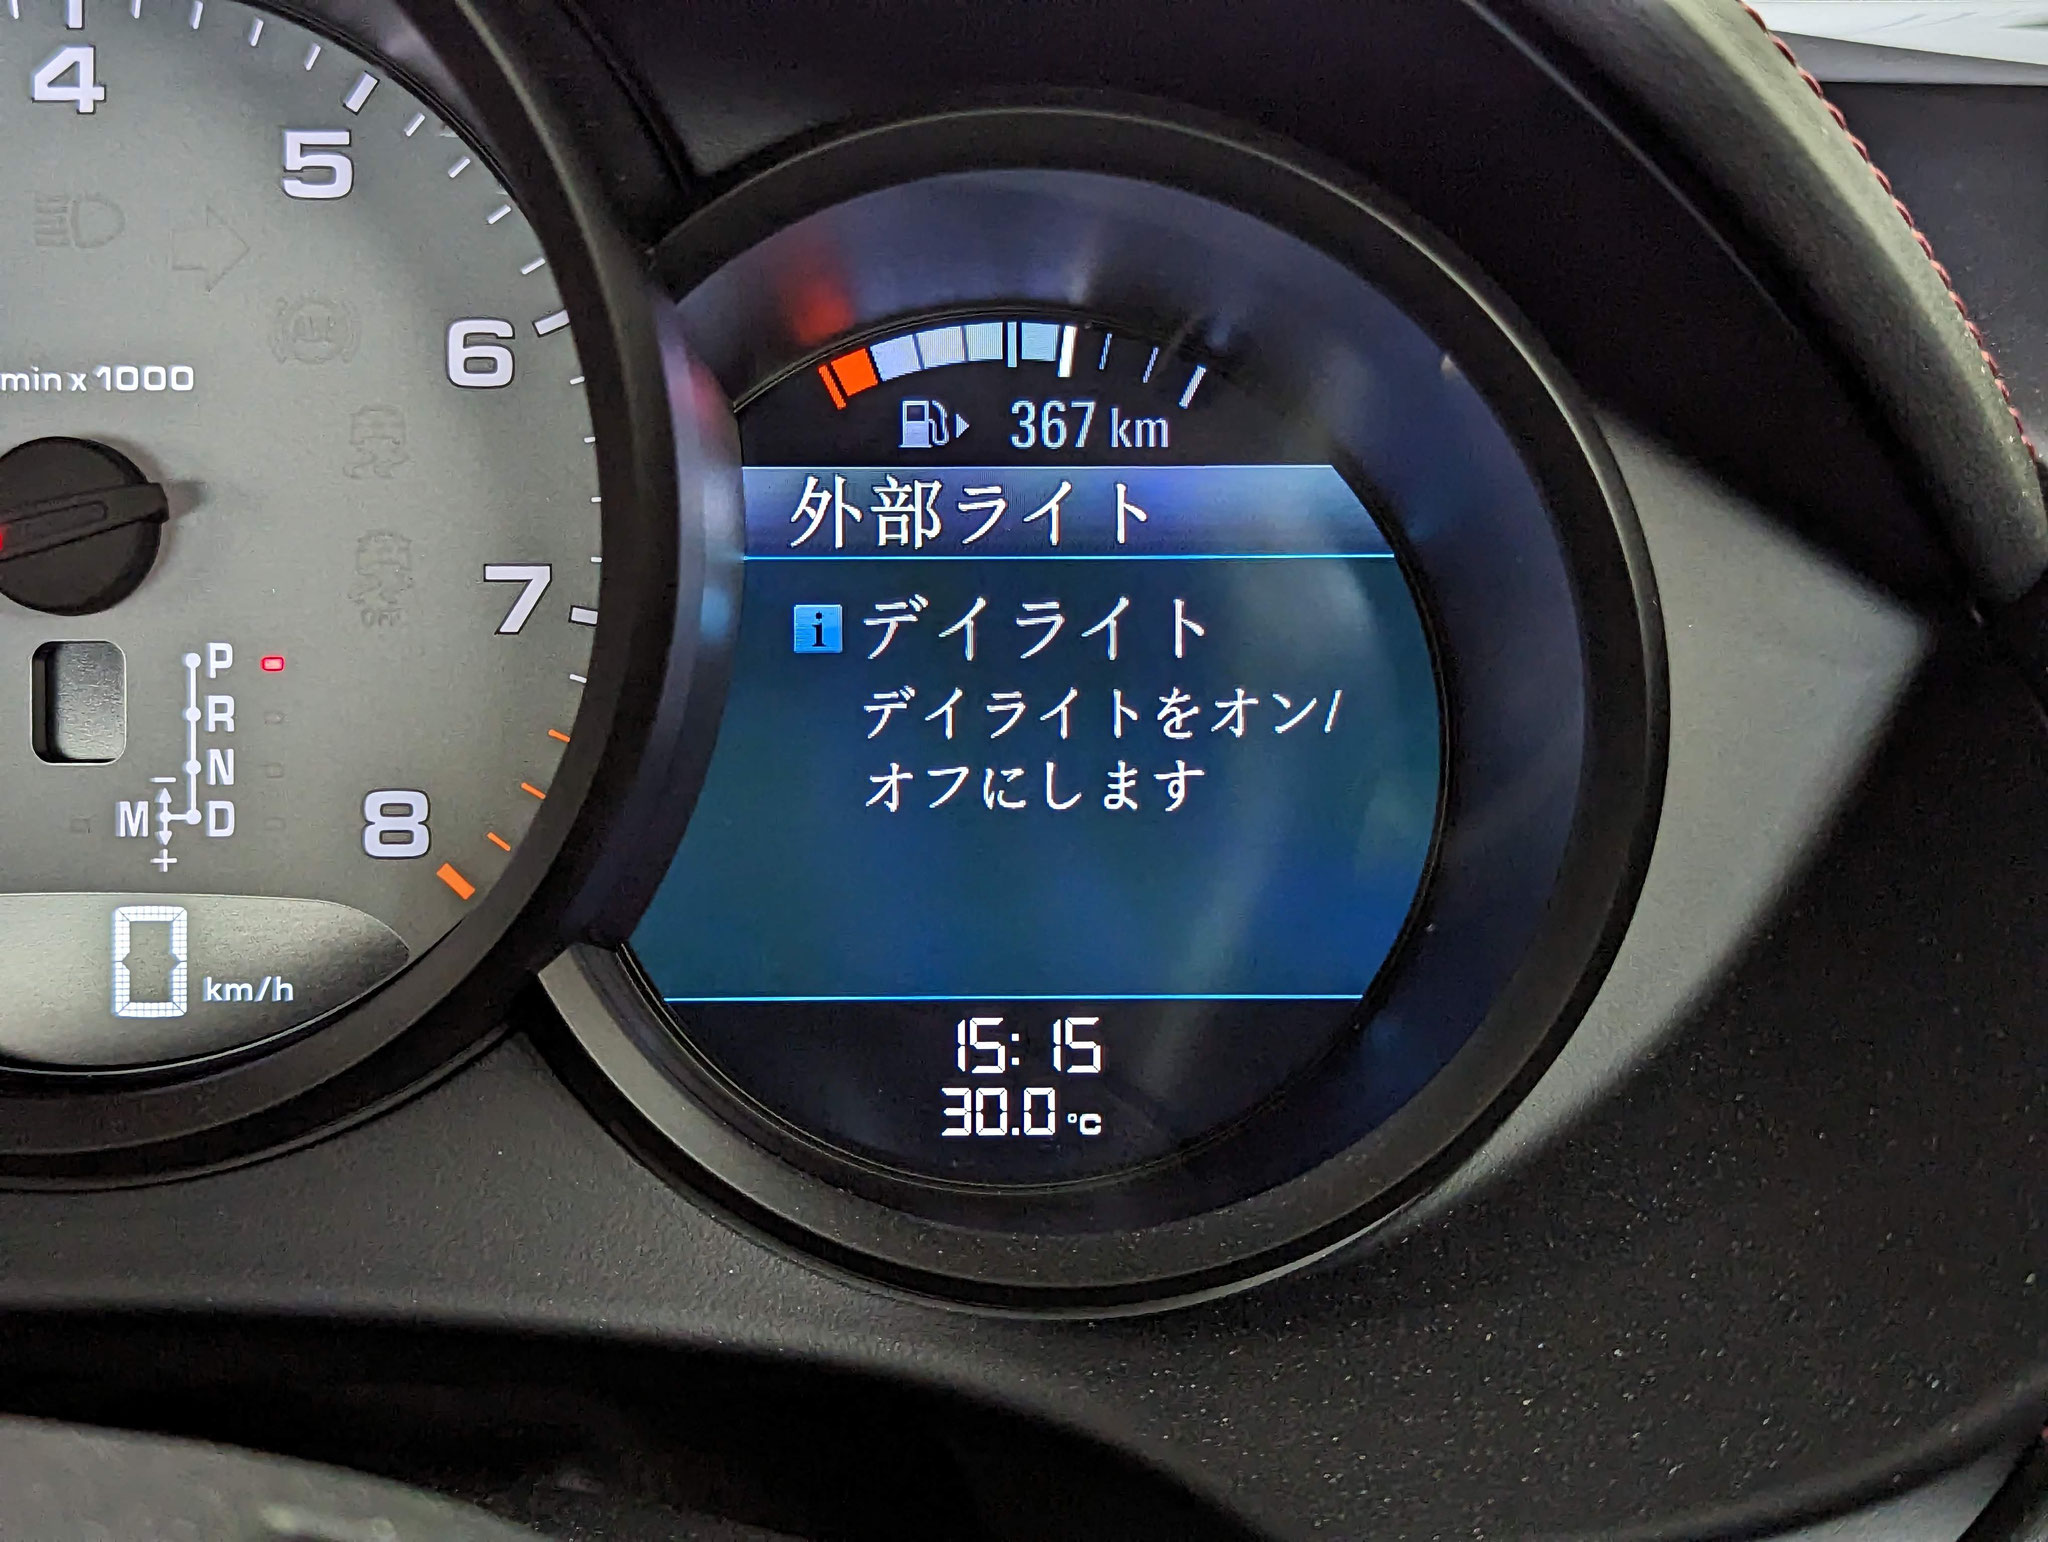 4
5
6
7
8
min x 1000
P
R
N
M D
−
+
0 km/h
367 km
外部ライト
i デイライト
デイライトをオン/
オフにします
15:15
30.0 °C